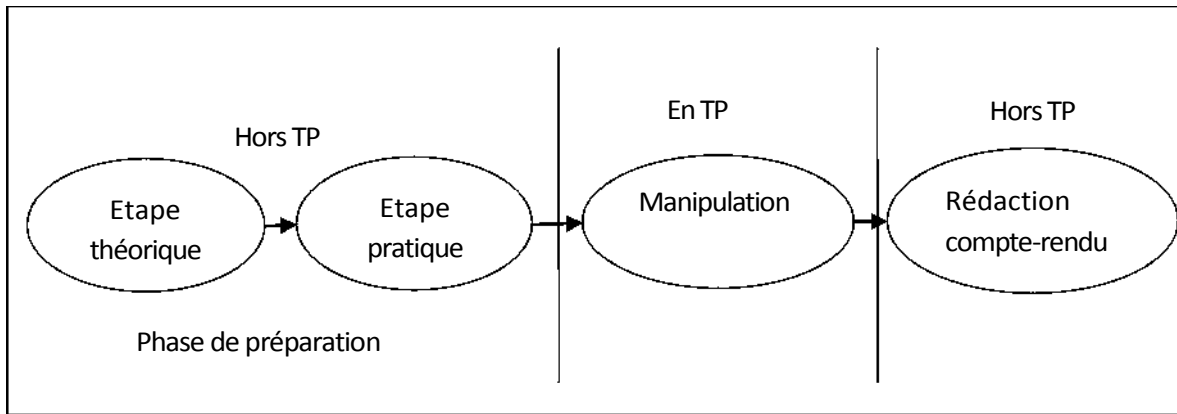 Hors TP
En TP
Hors TP
Etape
théorique
Etape
pratique
Manipulation
Rédaction
compte-rendu
Phase de préparation